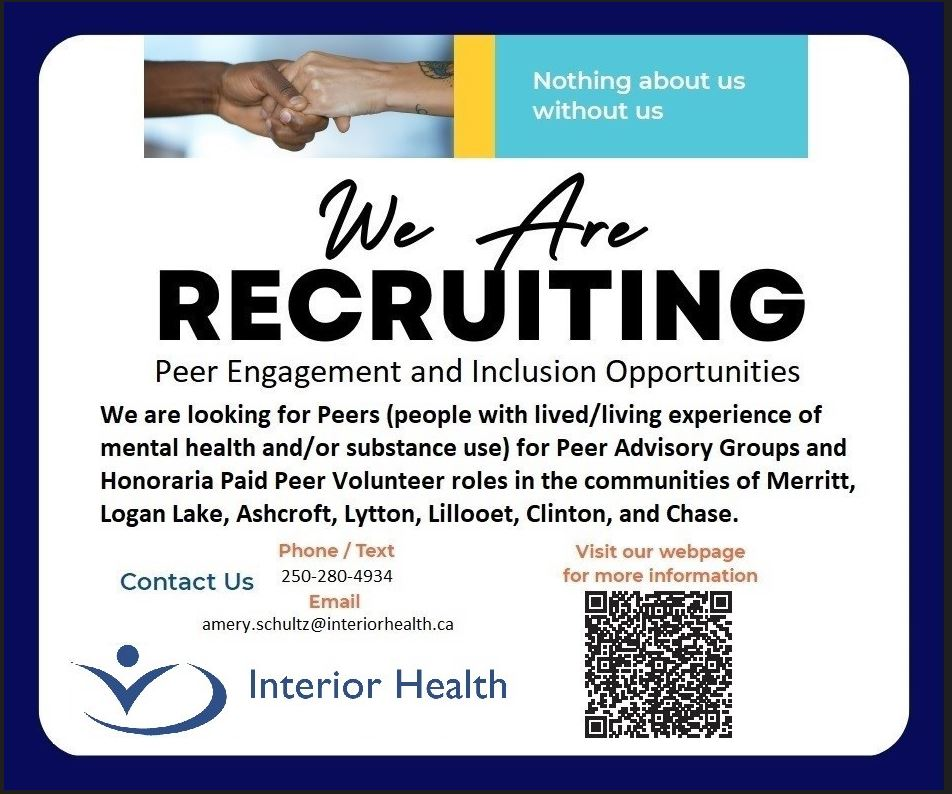 Nothing about us
without us
We Are
RECRUITING
Peer Engagement and Inclusion Opportunities
We are looking for Peers (people with lived/living experience of
mental health and/or substance use) for Peer Advisory Groups and
Honoraria Paid Peer Volunteer roles in the communities of Merritt,
Logan Lake, Ashcroft, Lytton, Lillooet, Clinton, and Chase.
Contact Us
Phone / Text
250-280-4934
Email
amery.schultz@interiorhealth.ca
Visit our webpage
for more information
Interior Health